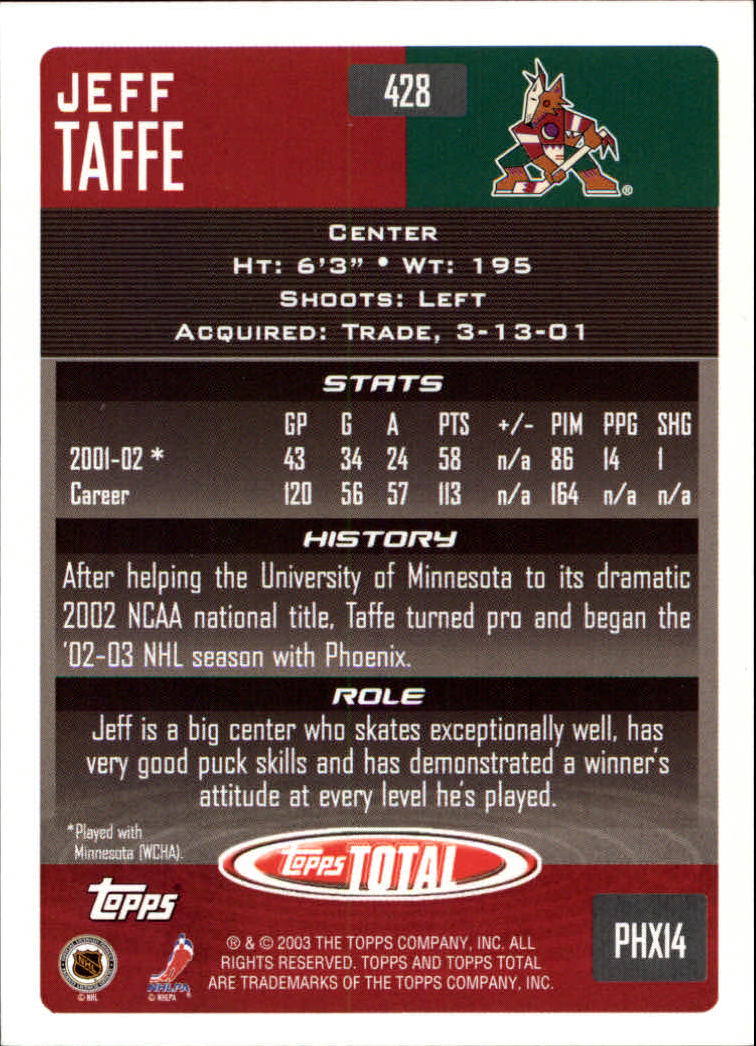 JEFF
TAFFE
428
®
CENTER
HT: 6'3" • WT: 195
SHOOTS: LEFT
ACQUIRED: TRADE, 3-13-01
STATS
GP G A PTS +/- PIM PPG SHG
2001-02 * 43 34 24 58 n/a 86 14 1
Career 120 56 57 113 n/a 164 n/a n/a
HISTORY
After helping the University of Minnesota to its dramatic
2002 NCAA national title, Taffe turned pro and began the
'02-03 NHL season with Phoenix.
ROLE
Jeff is a big center who skates exceptionally well, has
very good puck skills and has demonstrated a winner's
attitude at every level he's played.
*Played with
Minnesota (WCHA).
Topps TOTAL
Topps
PHX14
® & © 2003 THE TOPPS COMPANY, INC. ALL
RIGHTS RESERVED. TOPPS AND TOPPS TOTAL
ARE TRADEMARKS OF THE TOPPS COMPANY, INC.
NHL
© NHL
NHLPA
© NHLPA